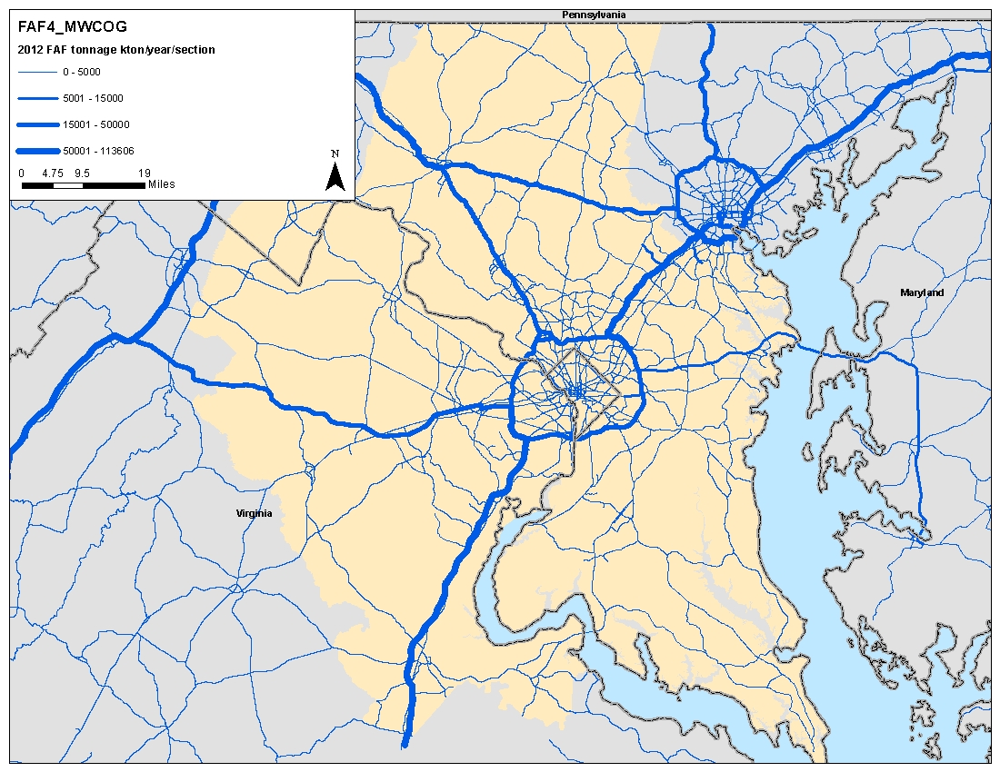 Pennsylvania
FAF4_MWCOG
2012 FAF tonnage kton/year/section
0 - 5000
5001 - 15000
15001 - 50000
50001 - 113606
0 4.75 9.5 19
Miles
N
Maryland
Virginia